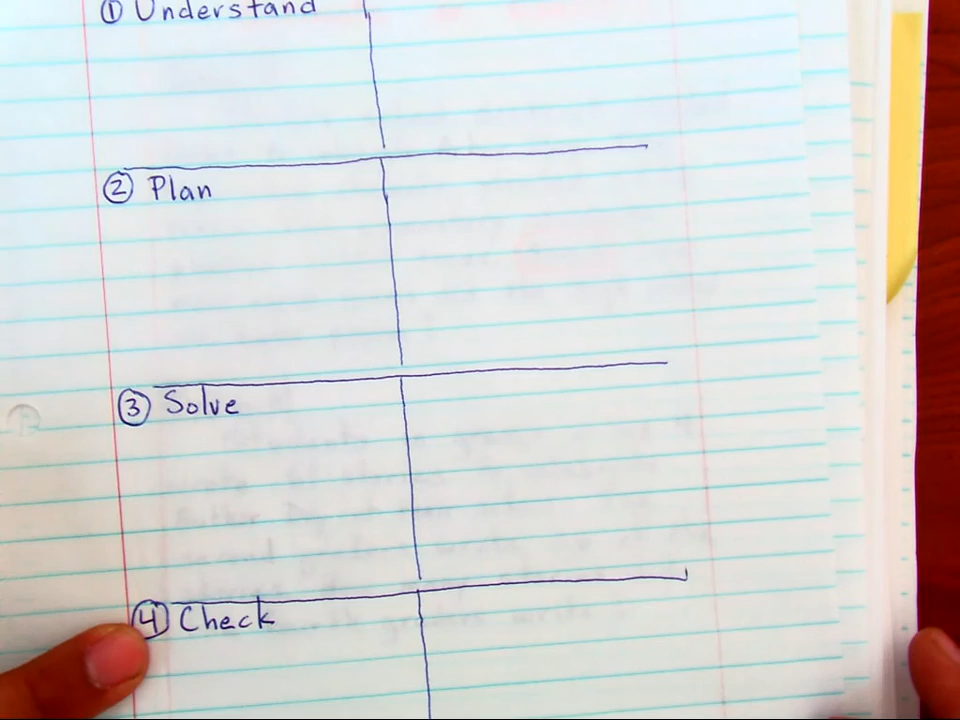 ① Understand
② Plan
③ Solve
④ Check